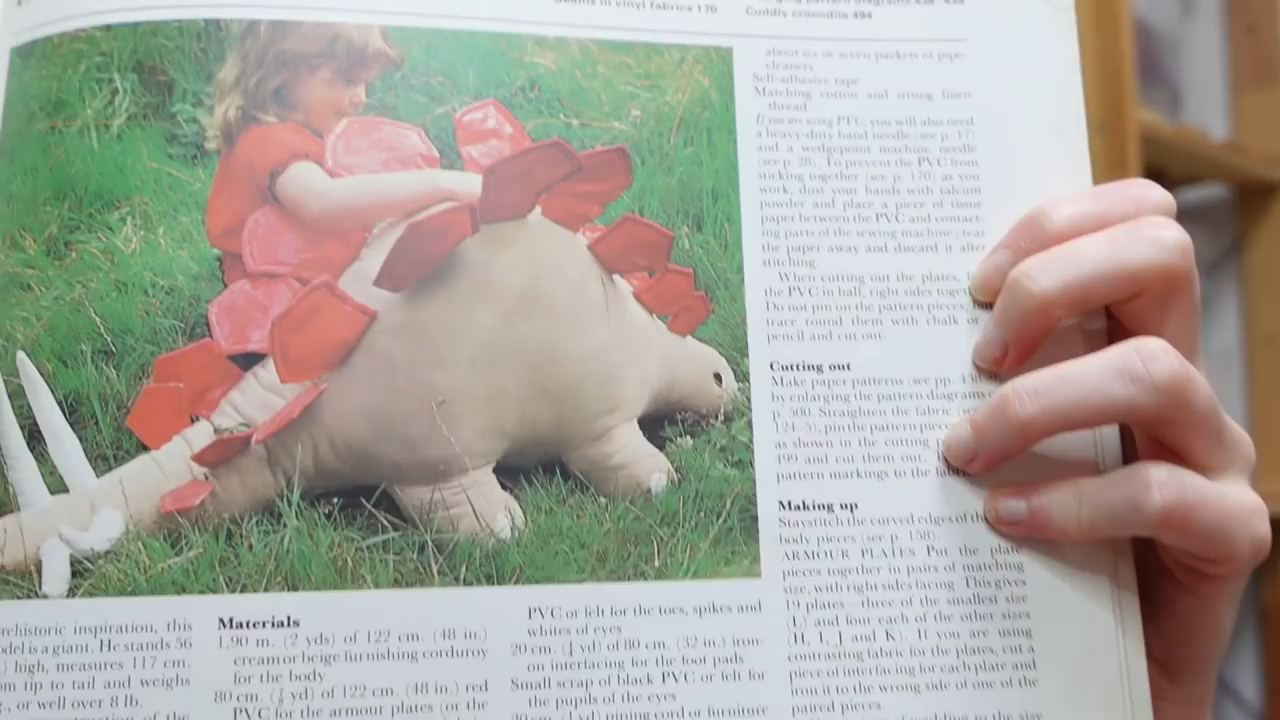 Seams in vinyl fabrics 170
Cuddly crocodile 494
about six or seven packets of pipe-
cleaners
Self-adhesive tape
Matching cotton and strong linen
thread
If you are using PVC, you will also need
a heavy-duty hand needle (see p. 17)
and a wedgepoint machine needle
(see p. 28). To prevent the PVC from
sticking together (see p. 170) as you
work, dust your hands with talcum
powder and place a piece of tissue
paper between the PVC and contact-
ing parts of the sewing machine; tear
the paper away and discard it after
stitching.
When cutting out the plates,
the PVC in half, right sides
Do not pin on the pattern pieces, but
trace round them with chalk or
pencil and cut out.
Cutting out
Make paper patterns (see pp.
by enlarging the pattern diagrams
p. 500. Straighten the fabric
124–5), pin the pattern
as shown in the cutting
499 and cut them out.
pattern markings to the
Making up
Staystitch the curved edges of the
body pieces (see p. 158).
ARMOUR PLATES Put the plate
pieces together in pairs of matching
size, with right sides facing. This gives
19 plates – three of the smallest size
(L) and four each of the other sizes
(H, I, J and K). If you are using
contrasting fabric for the plates, cut a
piece of interfacing for each plate and
iron it to the wrong side of one of the
paired pieces.
inspiration, this
is a giant. He stands 56
high, measures 117 cm.
tip to tail and weighs
or well over 8 lb.
of the
Materials
1.90 m. (2 yds) of 122 cm. (48 in.)
cream or beige furnishing corduroy
for the body
80 cm. (⅞ yd) of 122 cm. (48 in.) red
PVC for the armour plates (or the
PVC or felt for the toes, spikes and
whites of eyes
20 cm. (¼ yd) of 80 cm. (32 in.) iron-
on interfacing for the foot pads
Small scrap of black PVC or felt for
the pupils of the eyes
piping cord or furniture